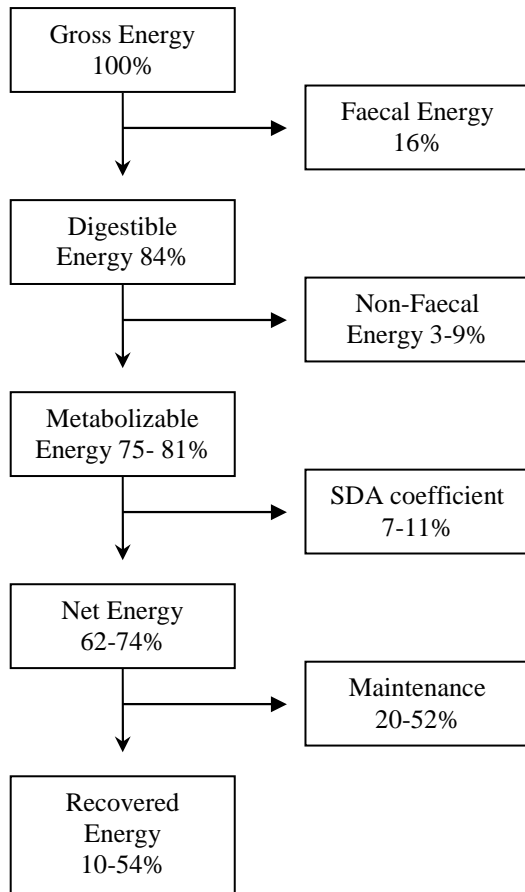 Gross Energy
100%
Faecal Energy
16%
Digestible
Energy 84%
Non-Faecal
Energy 3-9%
Metabolizable
Energy 75- 81%
SDA coefficient
7-11%
Net Energy
62-74%
Maintenance
20-52%
Recovered
Energy
10-54%